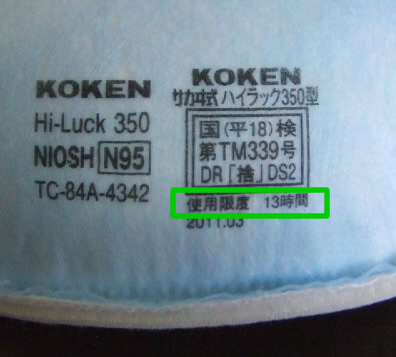 KOKEN
Hi-Luck 350
NIOSH N95
TC-84A-4342
KOKEN
サカヰ式 ハイラック350型
国(平18)検
第TM339号
DR「捨」DS2
使用限度 13時間
2011.03